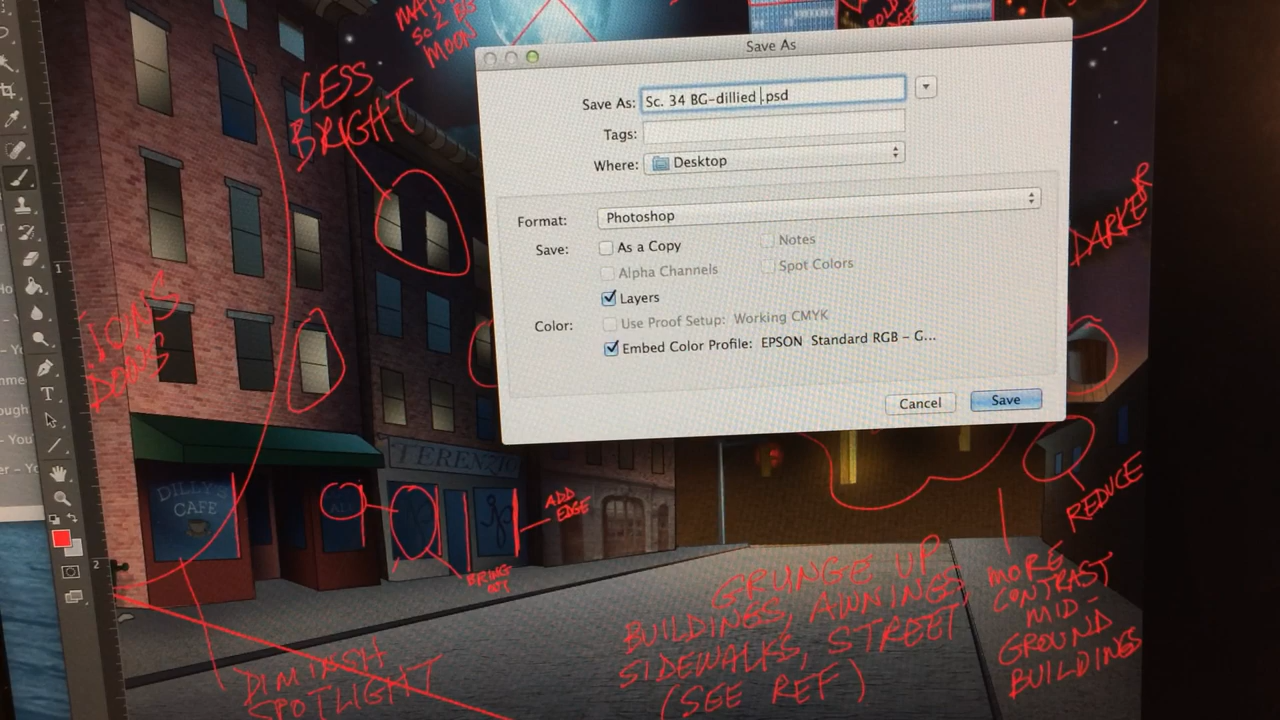 MATCH
SC 2 BG
MOON
LESS
BRIGHT
Save As
Save As: Sc. 34 BG-dillied .psd
Tags:
Where: Desktop
Format: Photoshop
Save: As a Copy
Notes
Alpha Channels
Spot Colors
Layers
Color: Use Proof Setup: Working CMYK
Embed Color Profile: EPSON Standard RGB - G...
Cancel
Save
DARKER
1
2
T
DOWN
TERENZIO
DILLY'S
CAFE
ADD
EDGE
BRING
OUT
REDUCE
GRUNGE UP
BUILDINGS, AWNINGS,
SIDEWALKS, STREET
(SEE REF)
MORE
CONTRAST
MID-
GROUND
BUILDINGS
DIMINISH
SPOTLIGHT